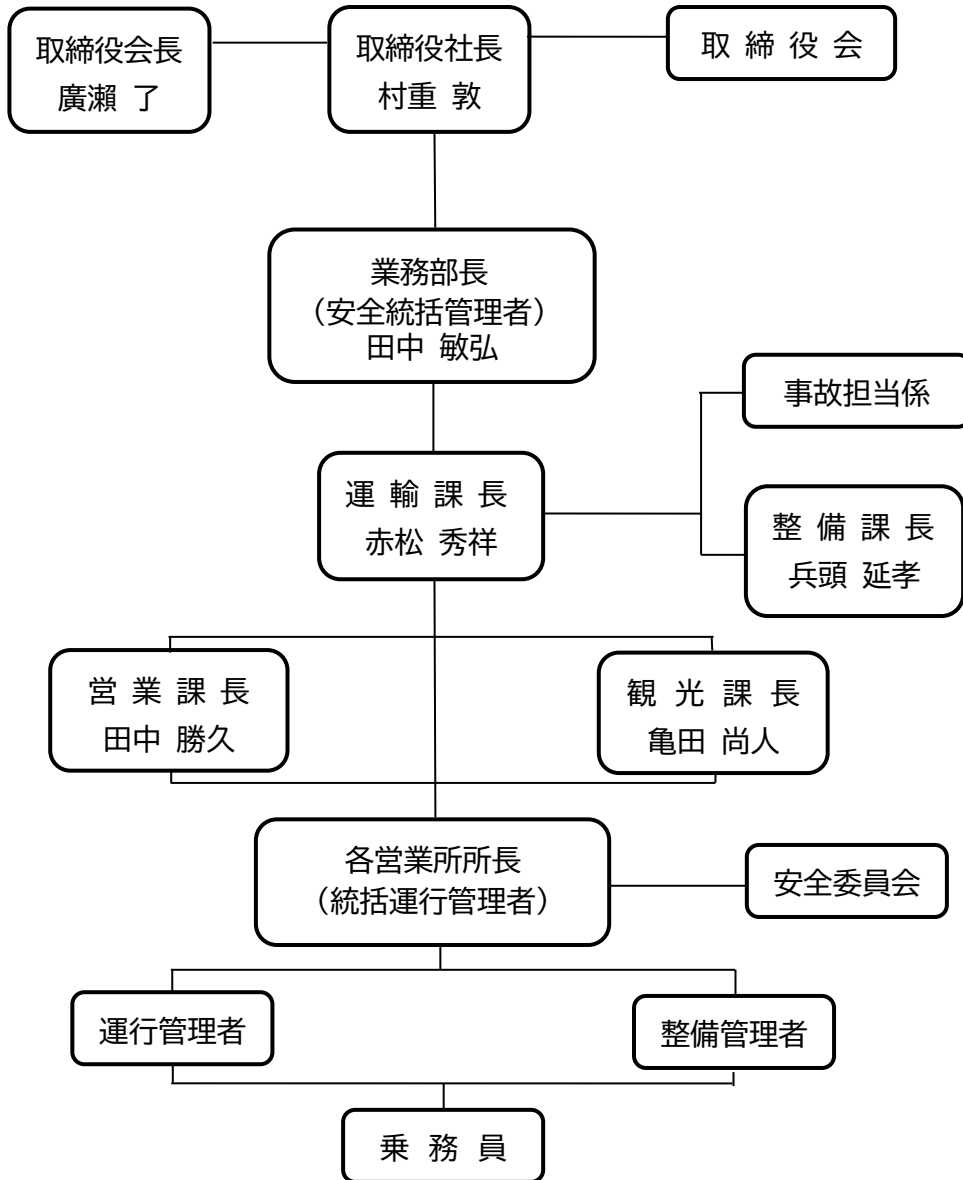 取締役会長
廣瀬 了
取締役社長
村重 敦
取 締 役 会
業務部長
（安全統括管理者）
田中 敏弘
事故担当係
運 輸 課 長
赤松 秀祥
整 備 課 長
兵頭 延孝
営 業 課 長
田中 勝久
観 光 課 長
亀田 尚人
各営業所所長
（統括運行管理者）
安全委員会
運行管理者
整備管理者
乗 務 員